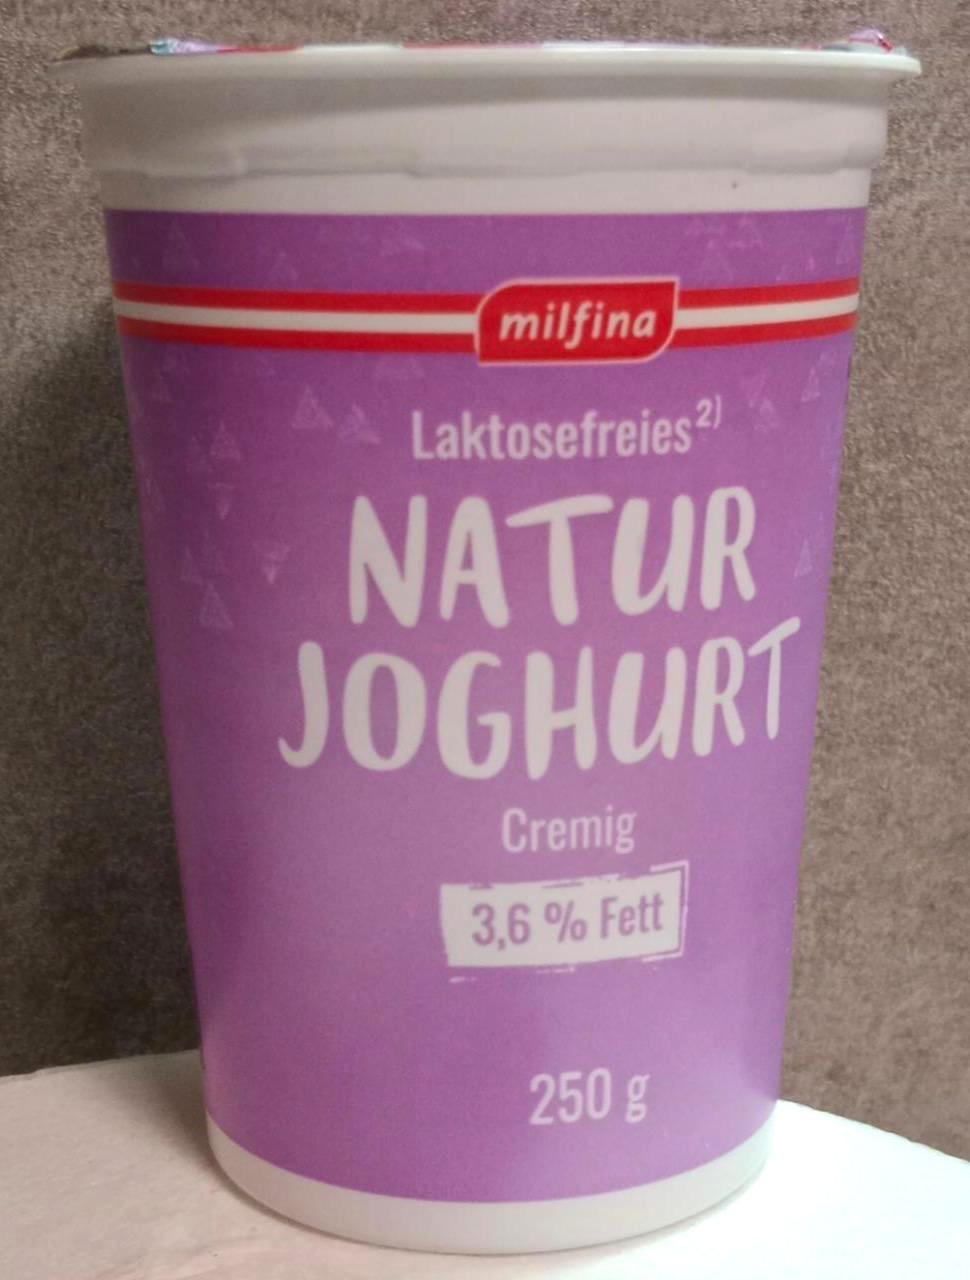 milfina
Laktosefreies²⁾
NATUR
JOGHURT
Cremig
3,6 % Fett
250 g